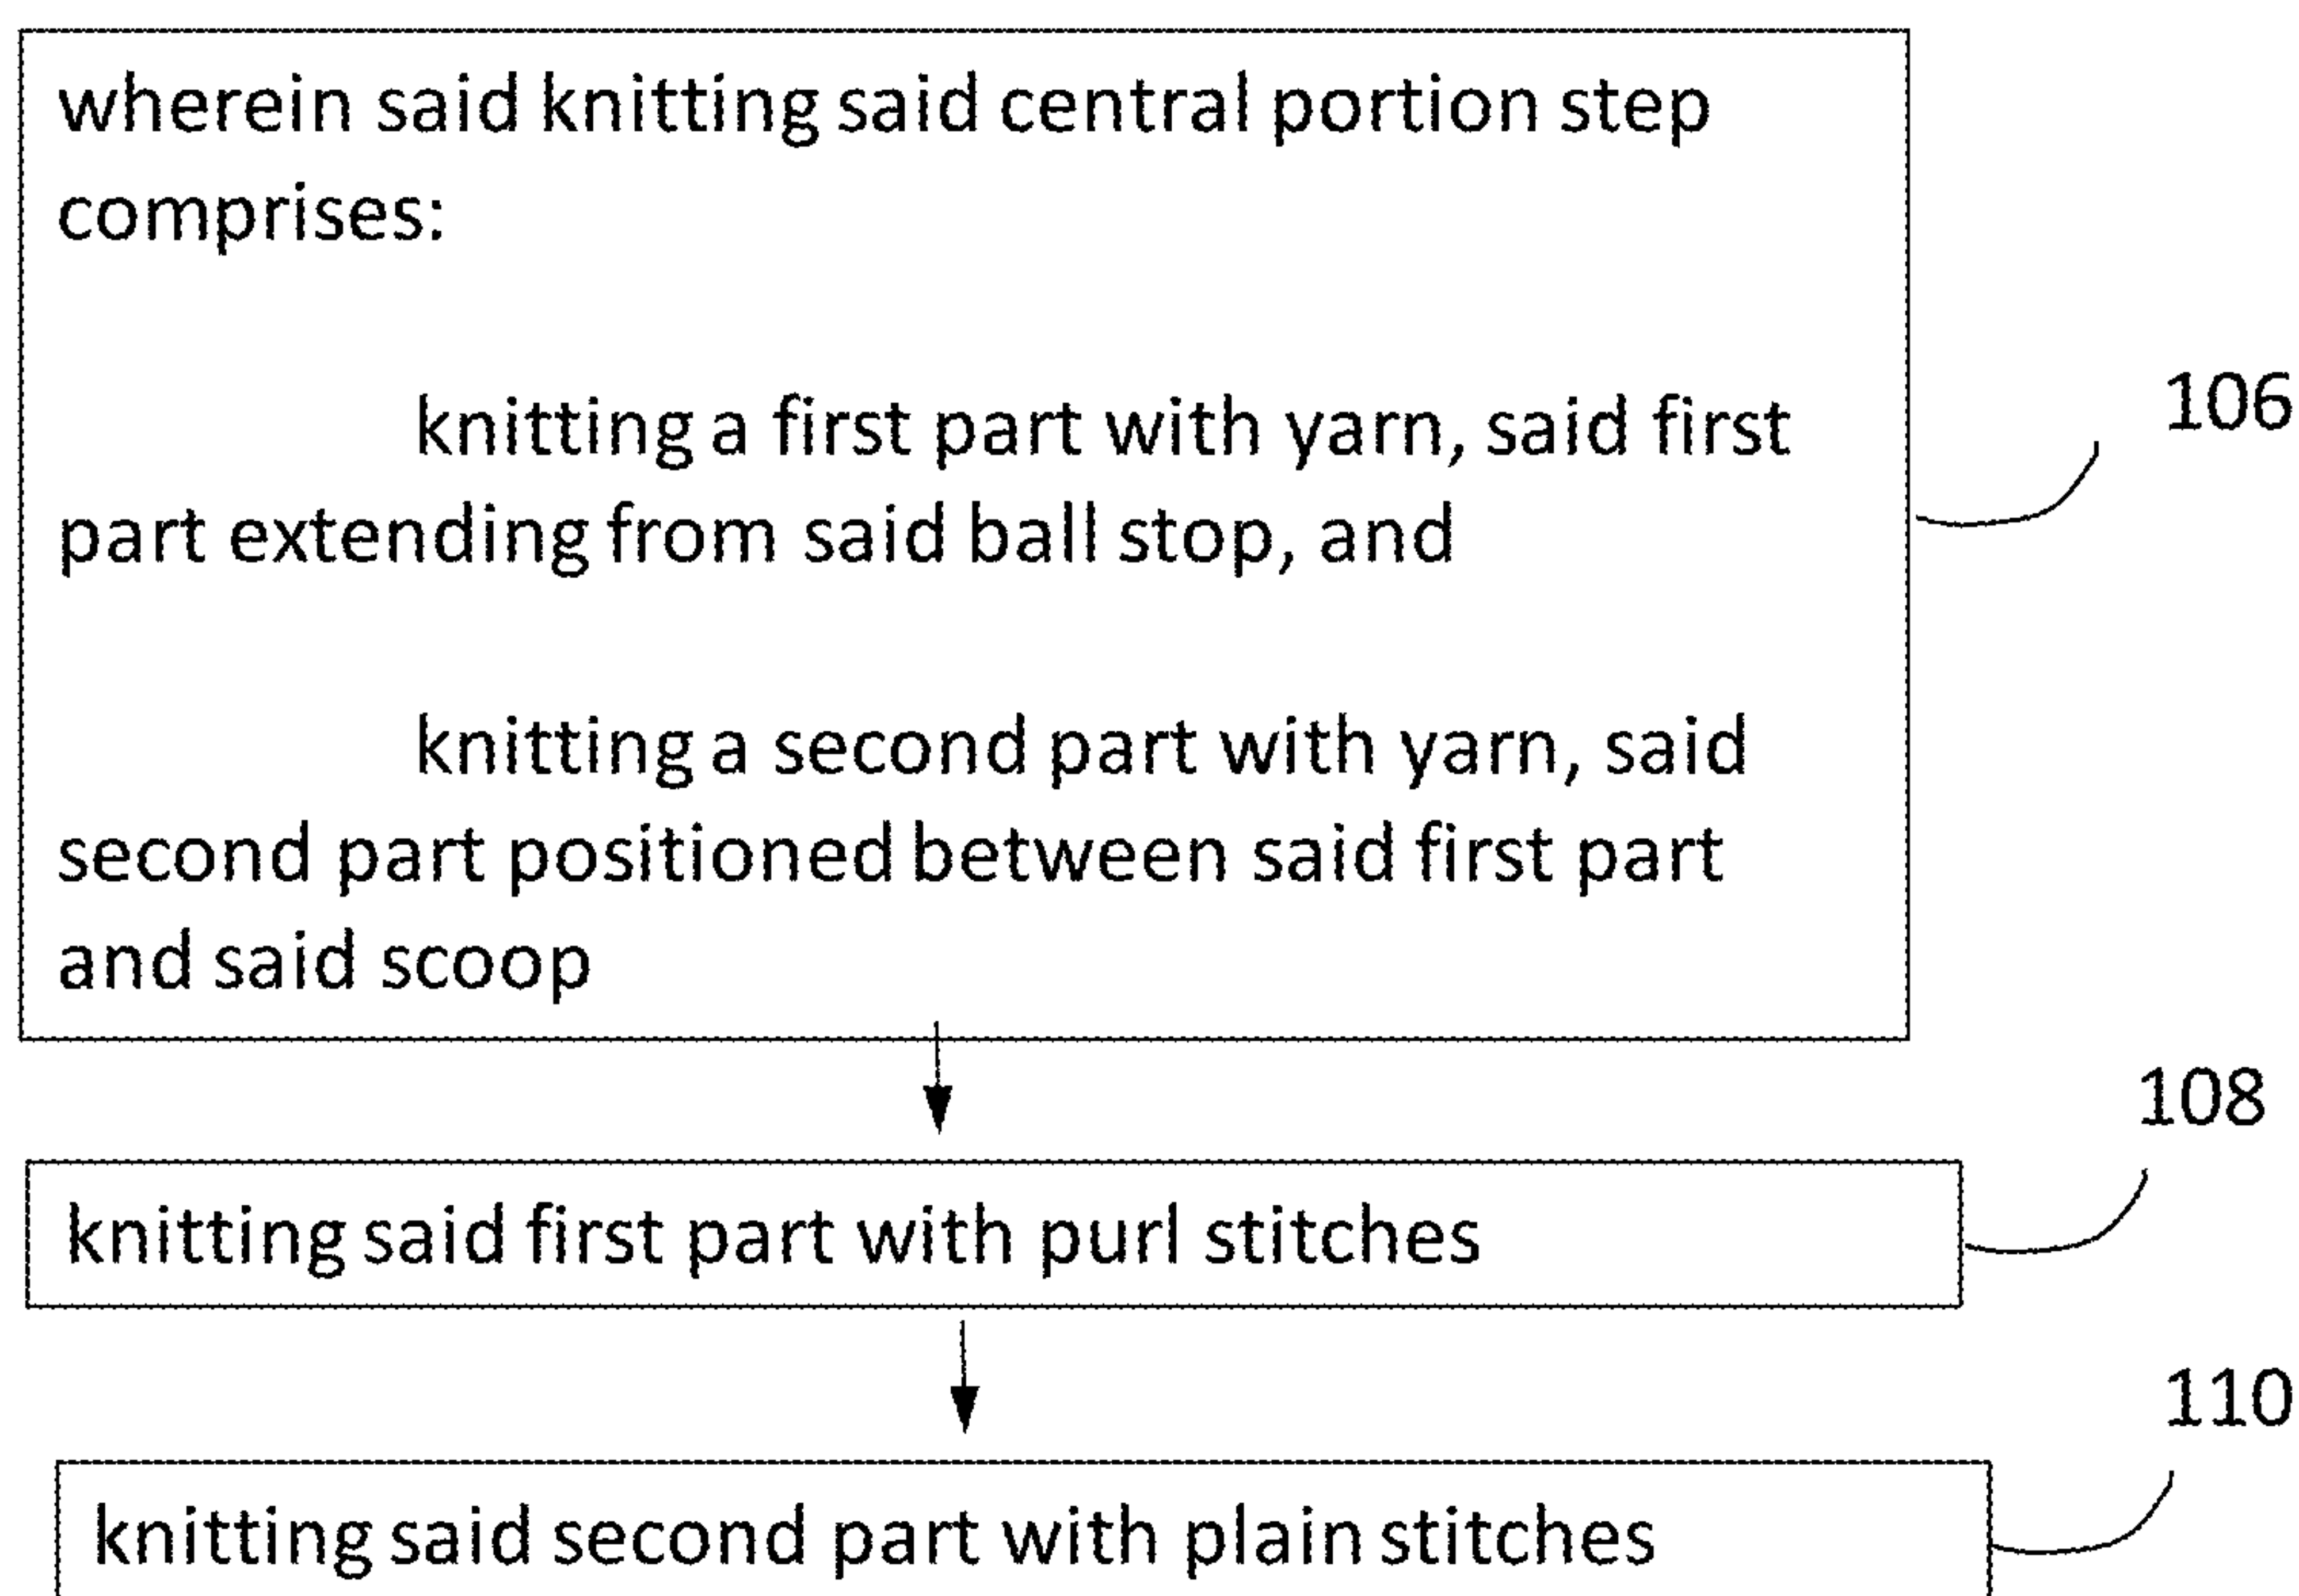 wherein said knitting said central portion step
comprises:
knitting a first part with yarn, said first
part extending from said ball stop, and
knitting a second part with yarn, said
second part positioned between said first part
and said scoop
106
knitting said first part with purl stitches
108
knitting said second part with plain stitches
110